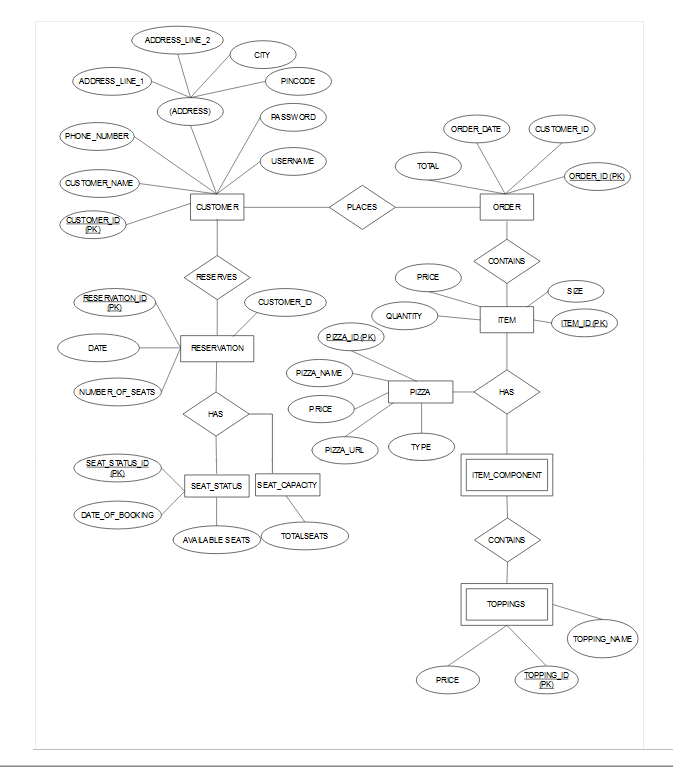 ADDRESS_LINE_2
CITY
ADDRESS_LINE_1
PINCODE
(ADDRESS)
PASSWORD
PHONE_NUMBER
USERNAME
CUSTOMER_NAME
CUSTOMER_ID
(PK)
CUSTOMER
PLACES
ORDER_DATE
CUSTOMER_ID
TOTAL
ORDER_ID (PK)
ORDER
CONTAINS
RESERVES
RESERVATION_ID
(PK)
CUSTOMER_ID
DATE
RESERVATION
NUMBER_OF_SEATS
HAS
SEAT_STATUS_ID
(PK)
SEAT_STATUS
SEAT_CAPACITY
DATE_OF_BOOKING
AVAILABLE SEATS
TOTALSEATS
PRICE
SIZE
QUANTITY
ITEM
ITEM_ID (PK)
PIZZA_ID (PK)
PIZZA_NAME
PIZZA
HAS
PRICE
PIZZA_URL
TYPE
ITEM_COMPONENT
CONTAINS
TOPPINGS
TOPPING_NAME
PRICE
TOPPING_ID
(PK)